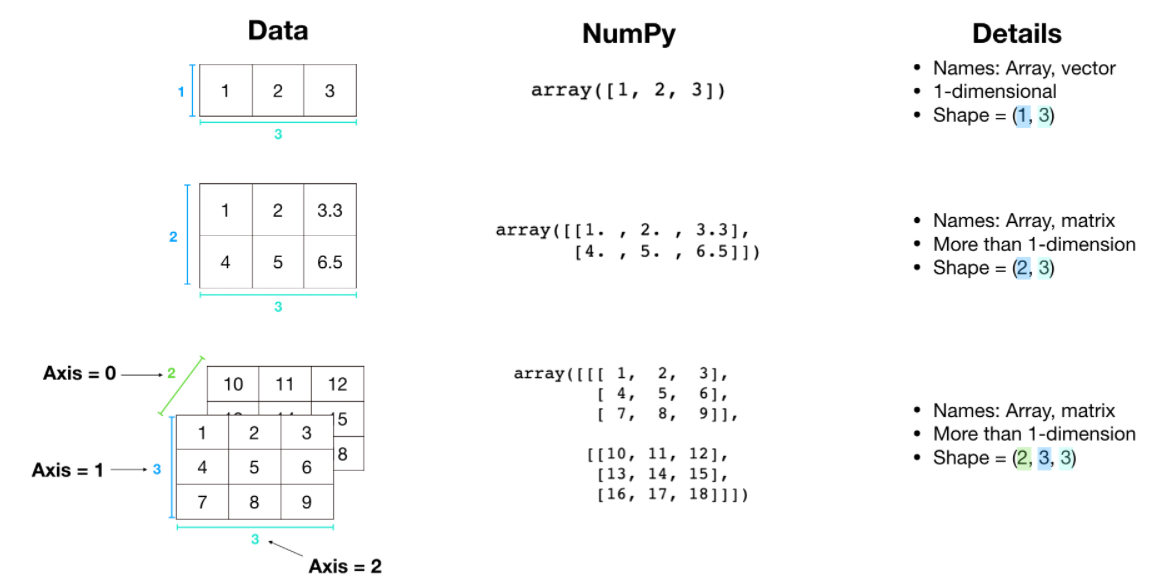 Data
NumPy
Details
1
1 2 3
3
array([1, 2, 3])
• Names: Array, vector
• 1-dimensional
• Shape = (1, 3)
2
1 2 3.3
4 5 6.5
3
array([[1. , 2. , 3.3],
[4. , 5. , 6.5]])
• Names: Array, matrix
• More than 1-dimension
• Shape = (2, 3)
Axis = 0
2
10 11 12
5
8
Axis = 1
3
1 2 3
4 5 6
7 8 9
3
Axis = 2
array([[[ 1, 2, 3],
[ 4, 5, 6],
[ 7, 8, 9]],
[[10, 11, 12],
[13, 14, 15],
[16, 17, 18]]])
• Names: Array, matrix
• More than 1-dimension
• Shape = (2, 3, 3)